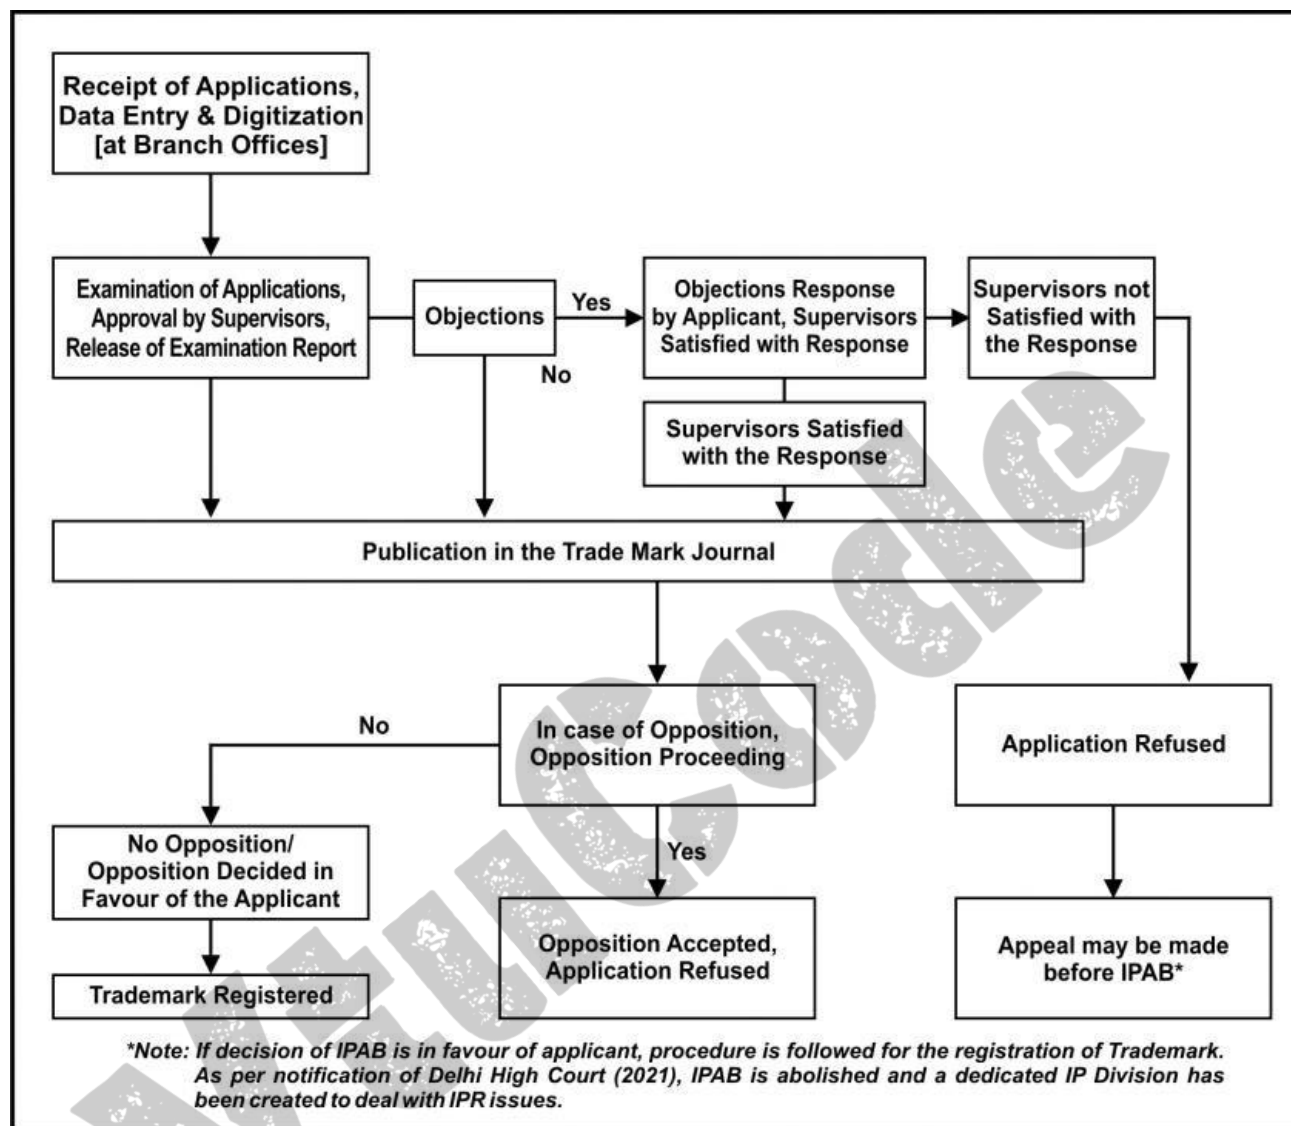 Receipt of Applications,
Data Entry & Digitization
[at Branch Offices]
Examination of Applications,
Approval by Supervisors,
Release of Examination Report
Objections
Yes
No
Objections Response
by Applicant, Supervisors
Satisfied with Response
Supervisors not
Satisfied with
the Response
Supervisors Satisfied
with the Response
Publication in the Trade Mark Journal
No
In case of Opposition,
Opposition Proceeding
Application Refused
No Opposition/
Opposition Decided in
Favour of the Applicant
Yes
Trademark Registered
Opposition Accepted,
Application Refused
Appeal may be made
before IPAB*
*Note: If decision of IPAB is in favour of applicant, procedure is followed for the registration of Trademark.
As per notification of Delhi High Court (2021), IPAB is abolished and a dedicated IP Division has
been created to deal with IPR issues.
vtuCode